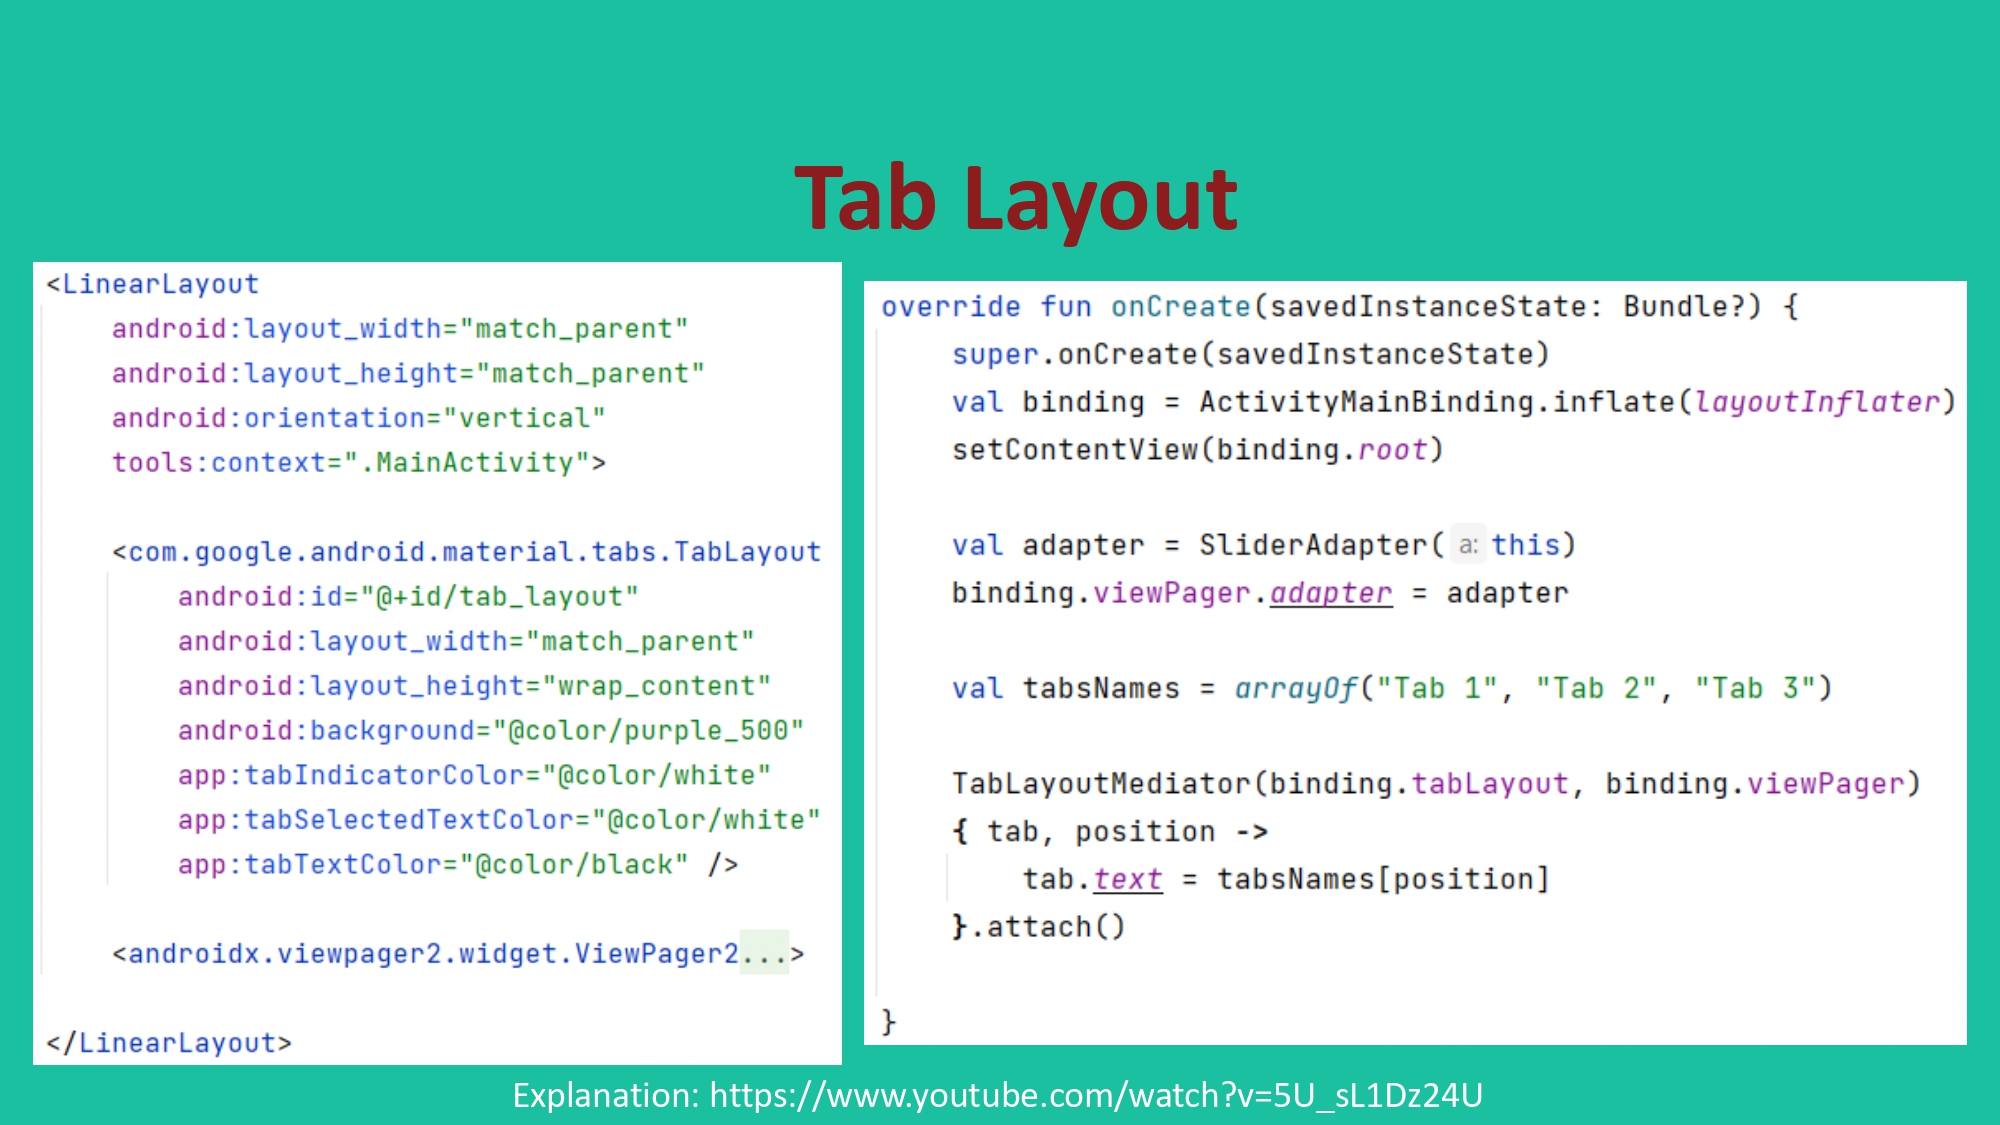 Tab Layout
<LinearLayout
android:layout_width="match_parent"
android:layout_height="match_parent"
android:orientation="vertical"
tools:context=".MainActivity">
<com.google.android.material.tabs.TabLayout
android:id="@+id/tab_layout"
android:layout_width="match_parent"
android:layout_height="wrap_content"
android:background="@color/purple_500"
app:tabIndicatorColor="@color/white"
app:tabSelectedTextColor="@color/white"
app:tabTextColor="@color/black" />
<androidx.viewpager2.widget.ViewPager2...>
</LinearLayout>
override fun onCreate(savedInstanceState: Bundle?) {
super.onCreate(savedInstanceState)
val binding = ActivityMainBinding.inflate(layoutInflater)
setContentView(binding.root)
val adapter = SliderAdapter( a: this)
binding.viewPager.adapter = adapter
val tabsNames = arrayOf("Tab 1", "Tab 2", "Tab 3")
TabLayoutMediator(binding.tabLayout, binding.viewPager)
{ tab, position ->
tab.text = tabsNames[position]
}.attach()
}
Explanation: https://www.youtube.com/watch?v=5U_sL1Dz24U